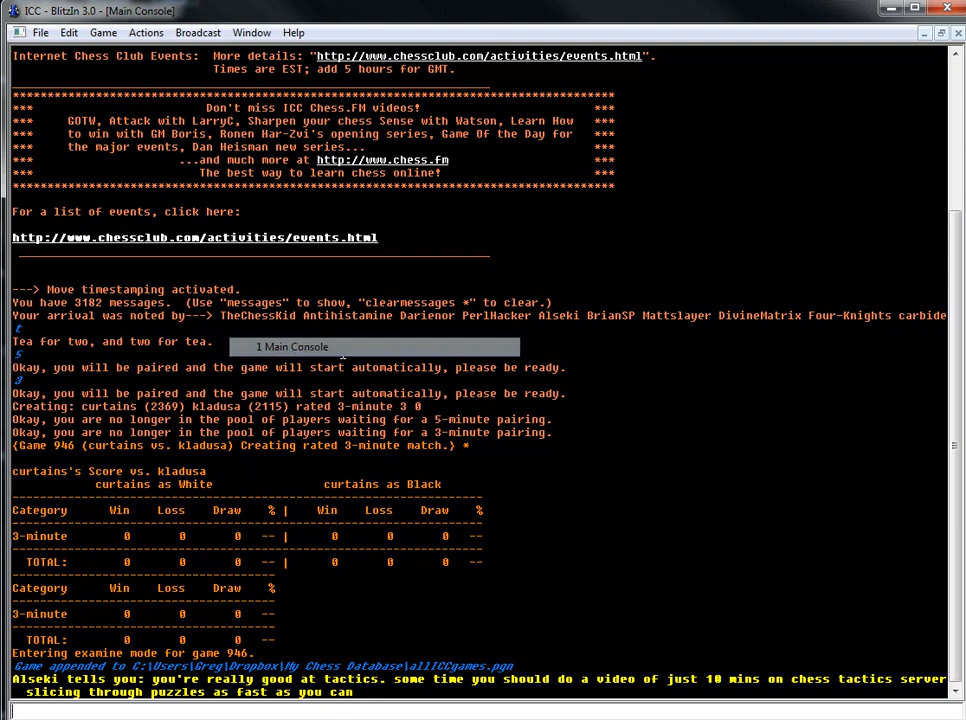 ICC - BlitzIn 3.0 - [Main Console]
File Edit Game Actions Broadcast Window Help
Internet Chess Club Events: More details: "http://www.chessclub.com/activities/events.html".
Times are EST; add 5 hours for GMT.
*** Don't miss ICC Chess.FM videos! ***
*** GOTW, Attack with LarryC, Sharpen your chess Sense with Watson, Learn How ***
*** to win with GM Boris, Ronen Har-Zvi's opening series, Game Of the Day for ***
*** the major events, Dan Heisman new series... ***
*** ...and much more at http://www.chess.fm ***
*** The best way to learn chess online! ***
For a list of events, click here:
http://www.chessclub.com/activities/events.html
---> Move timestamping activated.
You have 3182 messages. (Use "messages" to show, "clearmessages *" to clear.)
Your arrival was noted by---> TheChessKid Antihistamine Darienor PerlHacker Alseki BrianSP Mattslayer DivineMatrix Four-Knights carbide
t
Tea for two, and two for tea.
1 Main Console
5
Okay, you will be paired and the game will start automatically, please be ready.
3
Okay, you will be paired and the game will start automatically, please be ready.
Creating: curtains (2369) kladusa (2115) rated 3-minute 3 0
Okay, you are no longer in the pool of players waiting for a 5-minute pairing.
Okay, you are no longer in the pool of players waiting for a 3-minute pairing.
{Game 946 (curtains vs. kladusa) Creating rated 3-minute match.} *
curtains's Score vs. kladusa
curtains as White curtains as Black
Category Win Loss Draw % | Win Loss Draw %
3-minute 0 0 0 -- | 0 0 0 --
TOTAL: 0 0 0 -- | 0 0 0 --
Category Win Loss Draw %
3-minute 0 0 0 --
TOTAL: 0 0 0 --
Entering examine mode for game 946.
Game appended to C:\Users\Greg\Dropbox\My Chess Database\allICCgames.pgn
Alseki tells you: you're really good at tactics. some time you should do a video of just 10 mins on chess tactics server
slicing through puzzles as fast as you can